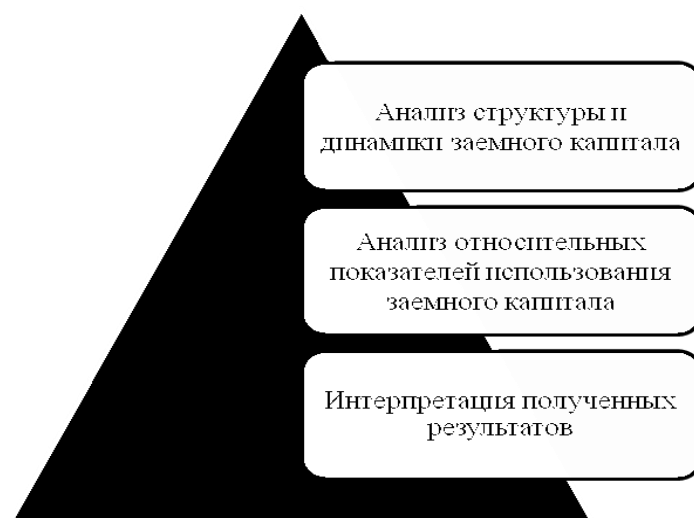 Анализ структуры и
динамики заемного капитала
Анализ относительных
показателей использования
заемного капитала
Интерпретация полученных
результатов